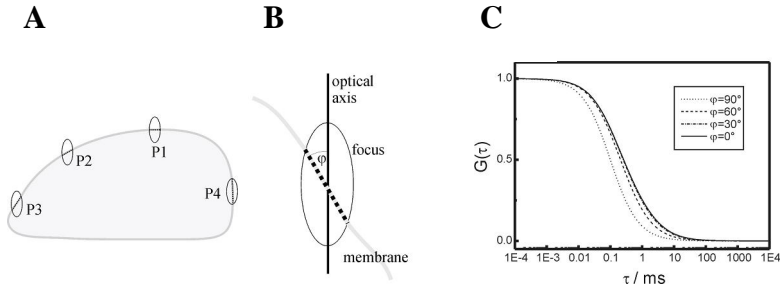 A
B
C
P1
P2
P3
P4
optical
axis
φ
focus
membrane
G(τ)
1.0
0.5
0.0
φ=90°
φ=60°
φ=30°
φ=0°
1E-4 1E-3 0.01 0.1 1 10 100 1000 1E4
τ / ms